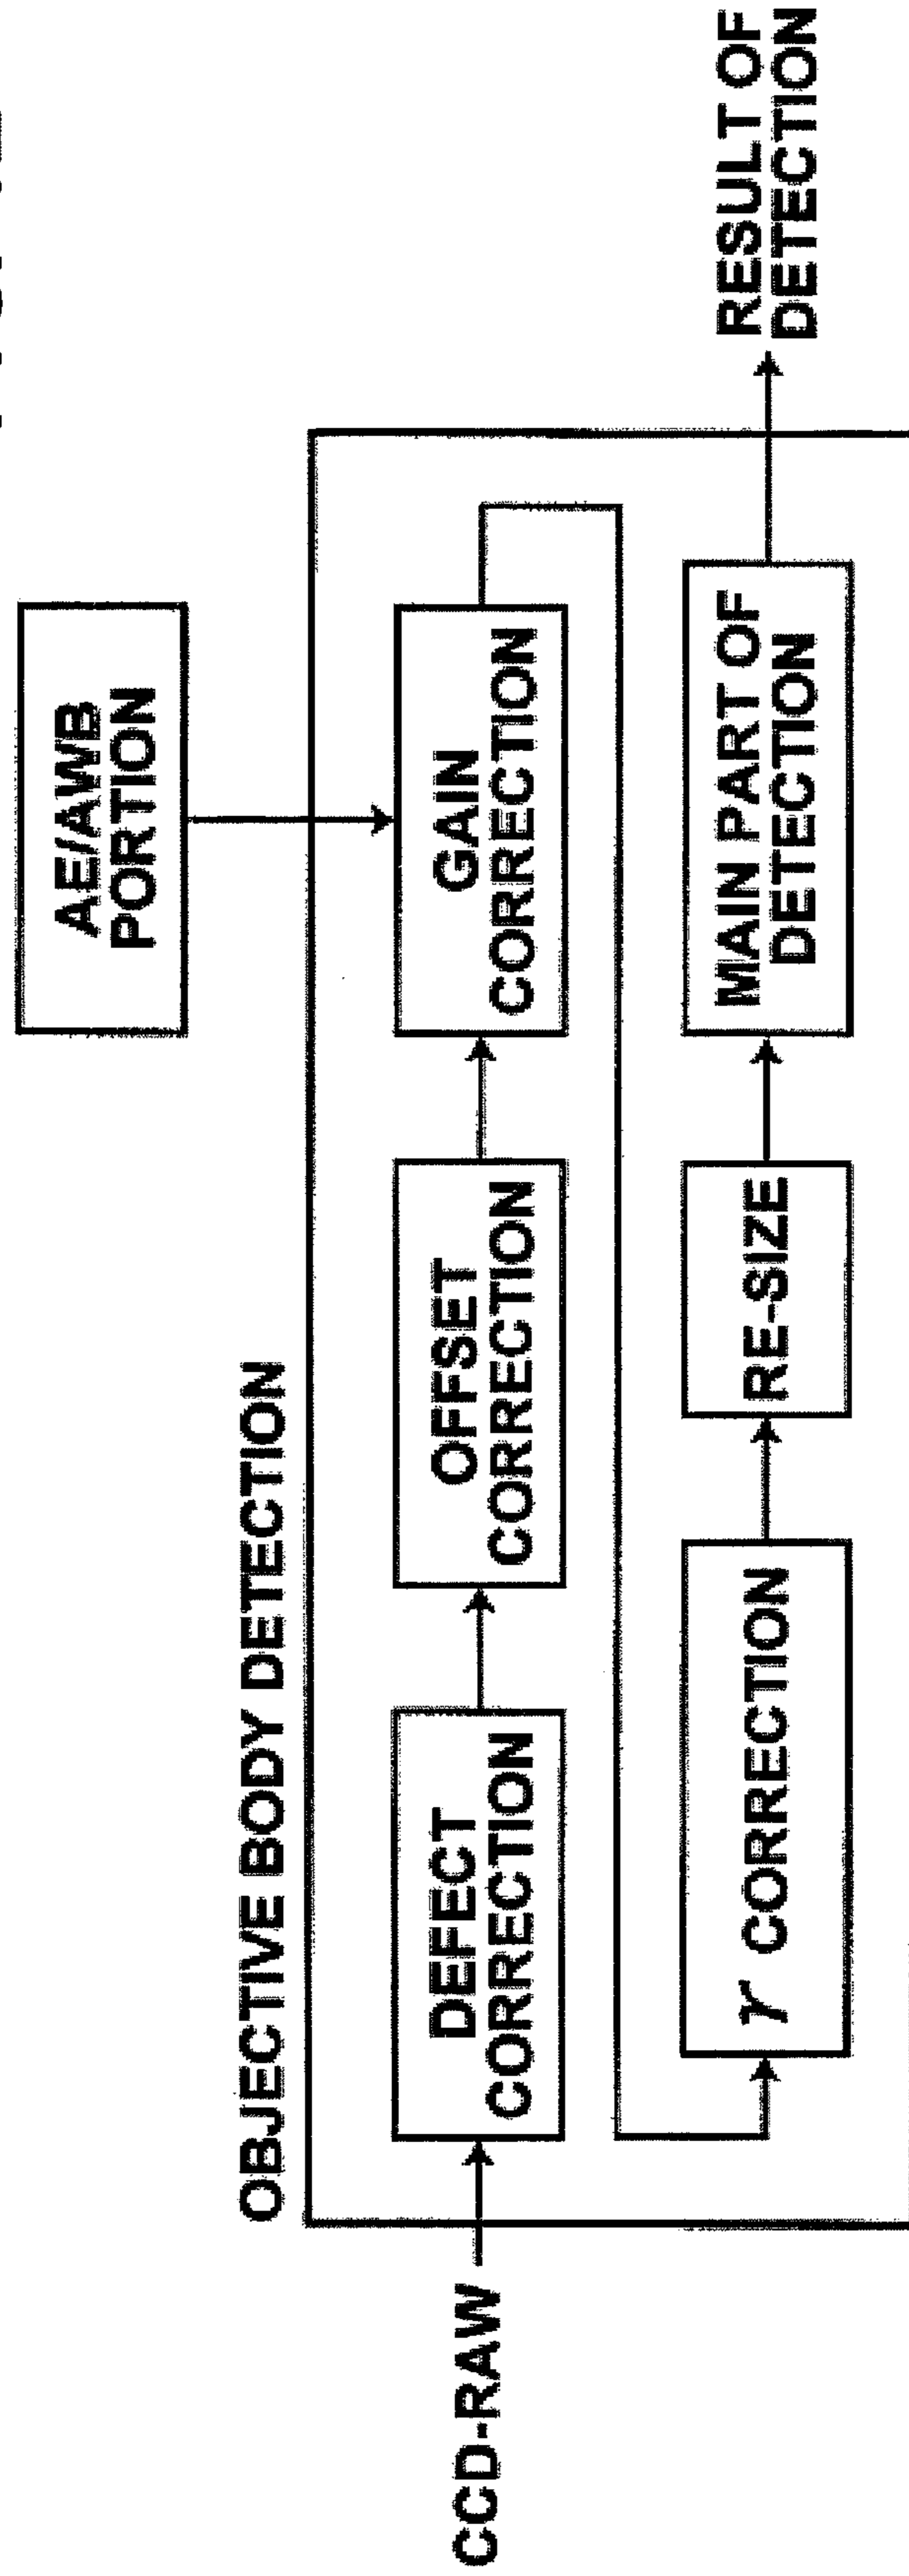 AE/AWB
PORTION
OBJECTIVE BODY DETECTION
CCD-RAW
DEFECT
CORRECTION
OFFSET
CORRECTION
GAIN
CORRECTION
γ CORRECTION
RE-SIZE
MAIN PART OF
DETECTION
RESULT OF
DETECTION